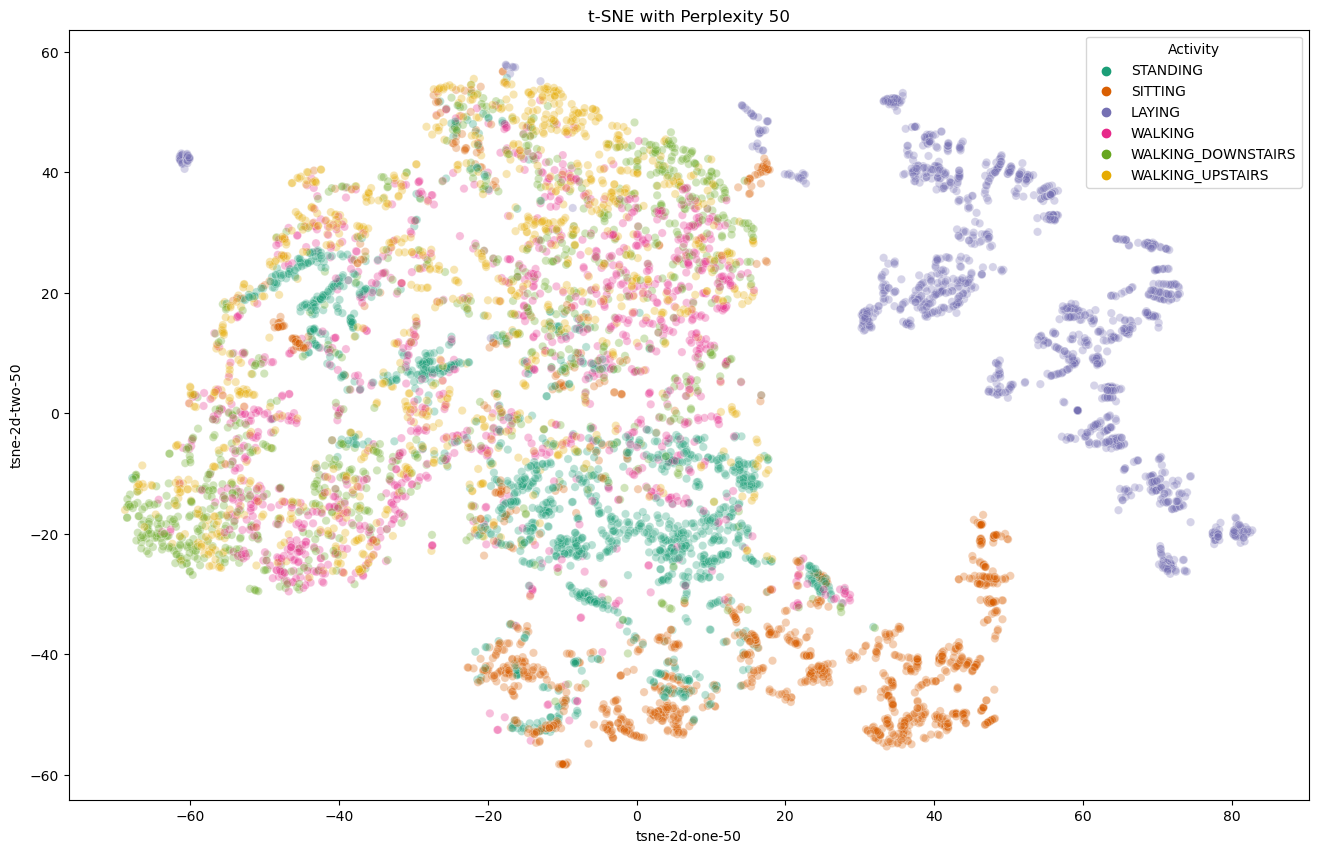 t-SNE with Perplexity 50
Activity
STANDING
SITTING
LAYING
WALKING
WALKING_DOWNSTAIRS
WALKING_UPSTAIRS
60
40
20
0
−20
−40
−60
tsne-2d-two-50
−60
−40
−20
0
20
40
60
80
tsne-2d-one-50